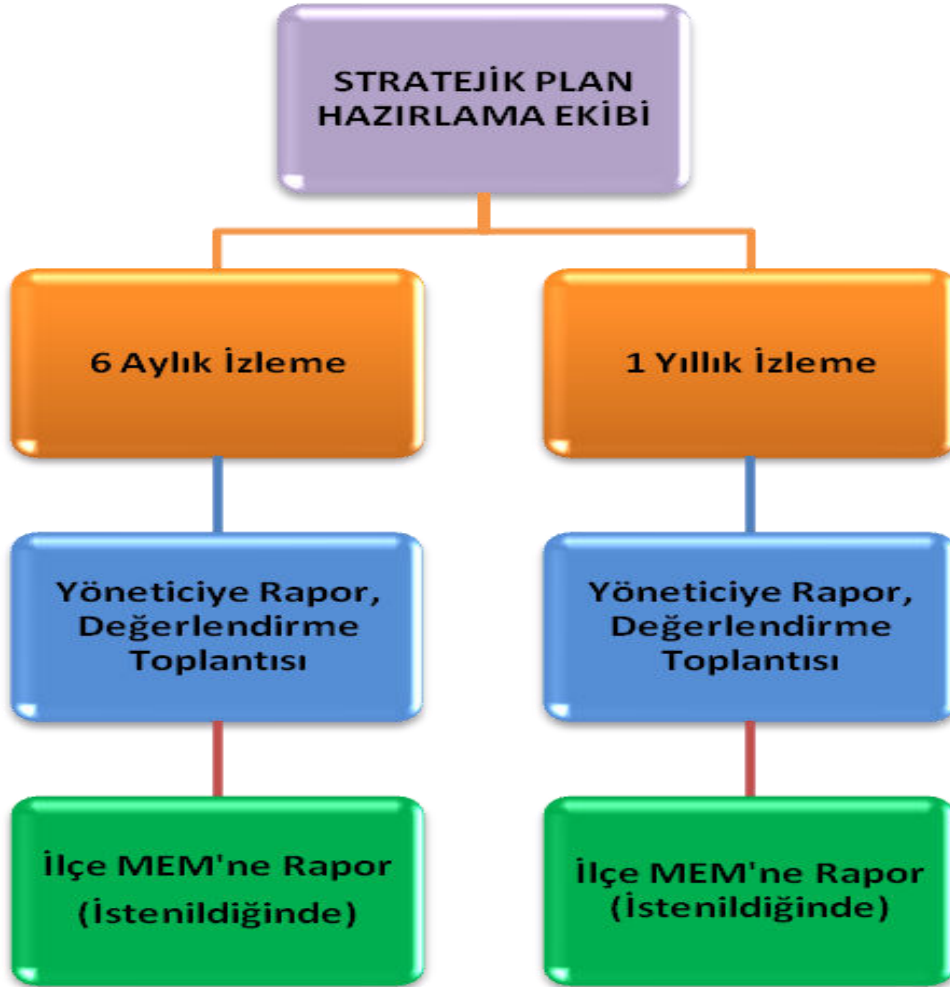 STRATEJİK PLAN
HAZIRLAMA EKİBİ
6 Aylık İzleme
1 Yıllık İzleme
Yöneticiye Rapor,
Değerlendirme
Toplantısı
Yöneticiye Rapor,
Değerlendirme
Toplantısı
İlçe MEM'ne Rapor
(İstenildiğinde)
İlçe MEM'ne Rapor
(İstenildiğinde)